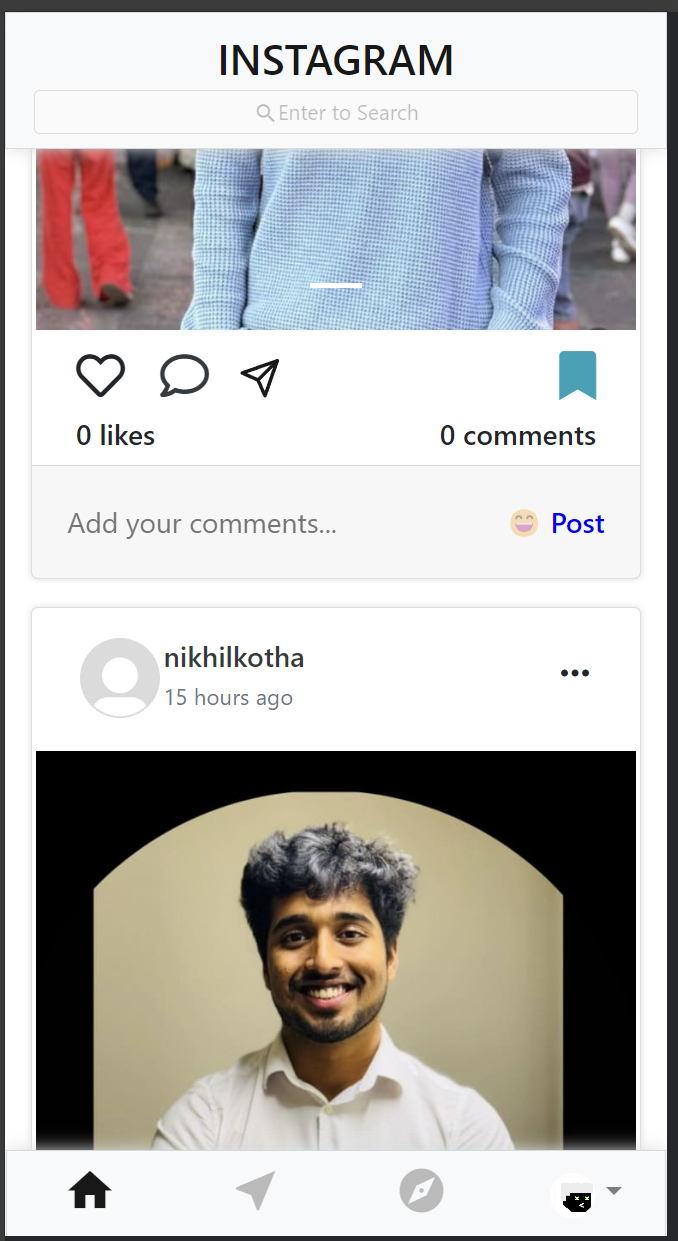 INSTAGRAM
Enter to Search
0 likes
0 comments
Add your comments...
Post
nikhilkotha
15 hours ago